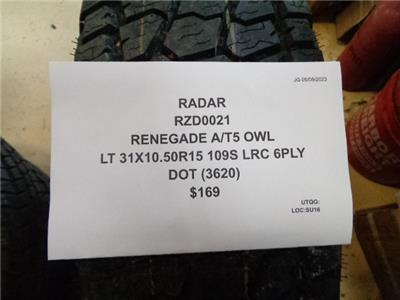 JG 05/09/2023
RADAR
RZD0021
RENEGADE A/T5 OWL
LT 31X10.50R15 109S LRC 6PLY
DOT (3620)
$169
UTQG:
LOC:SU16